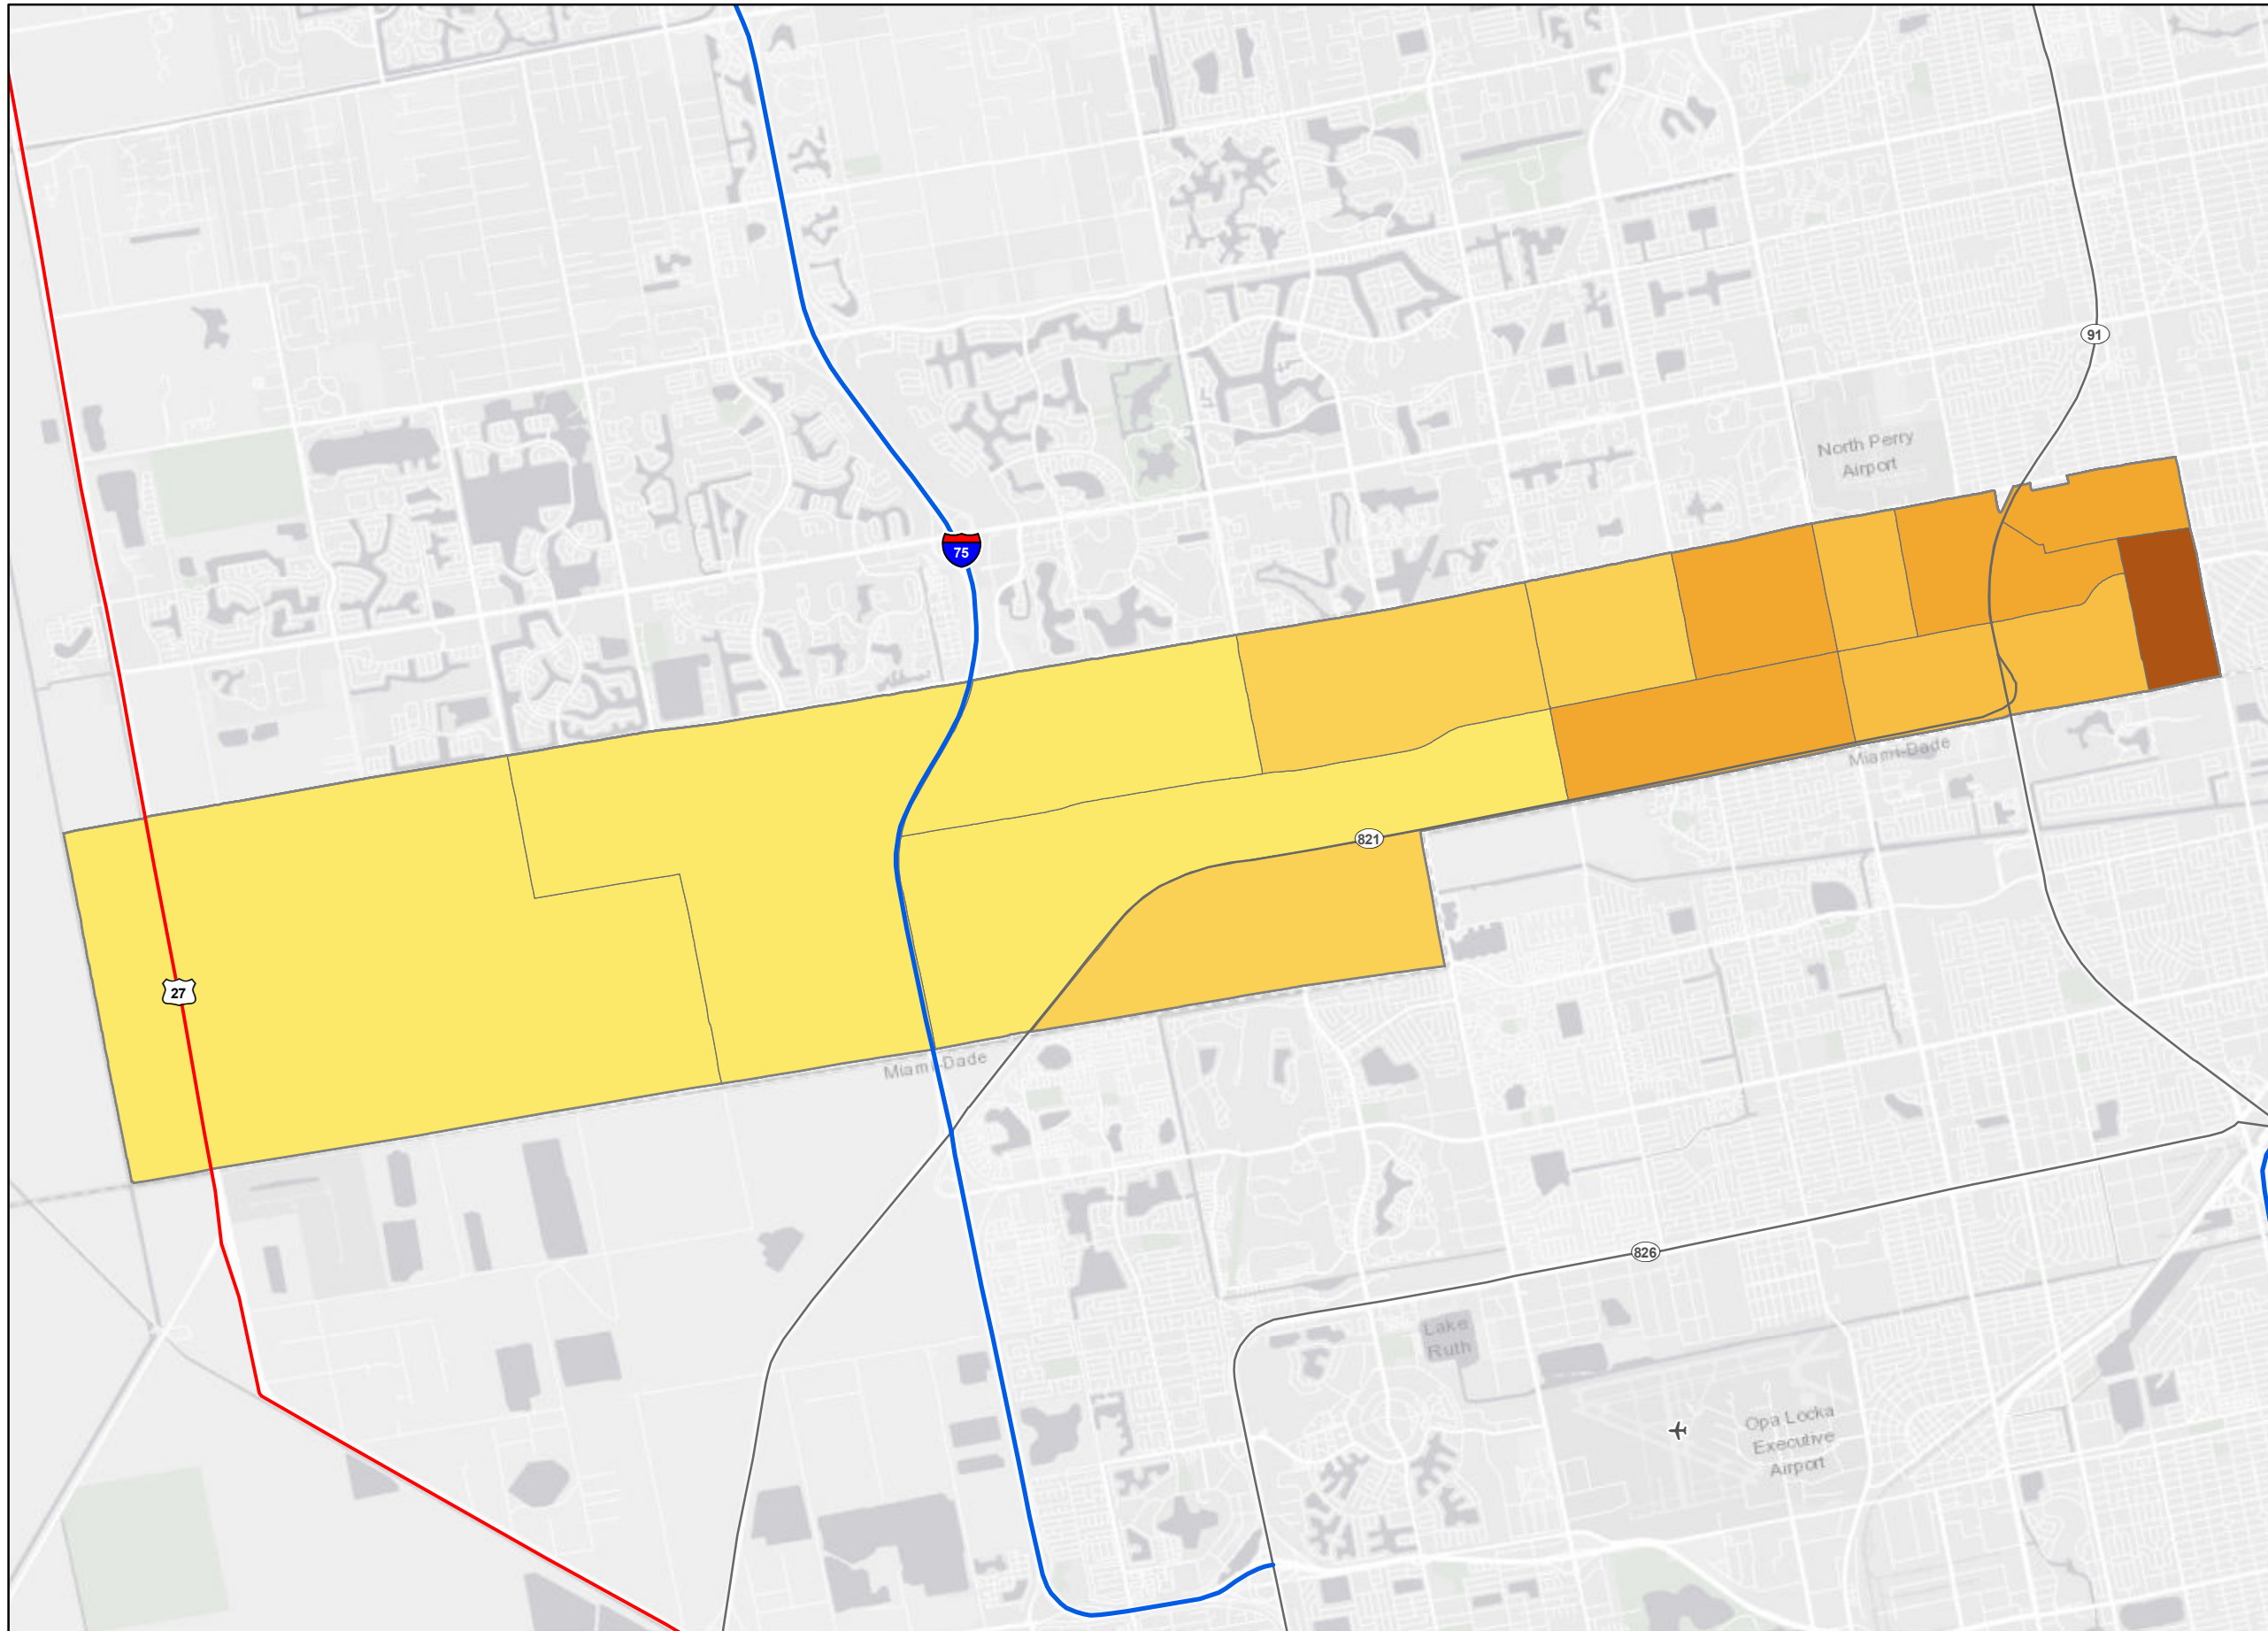 91
North Perry
Airport
75
Miami-Dade
821
27
Miami-Dade
826
Lake
Ruth
Opa Locka
Executive
Airport